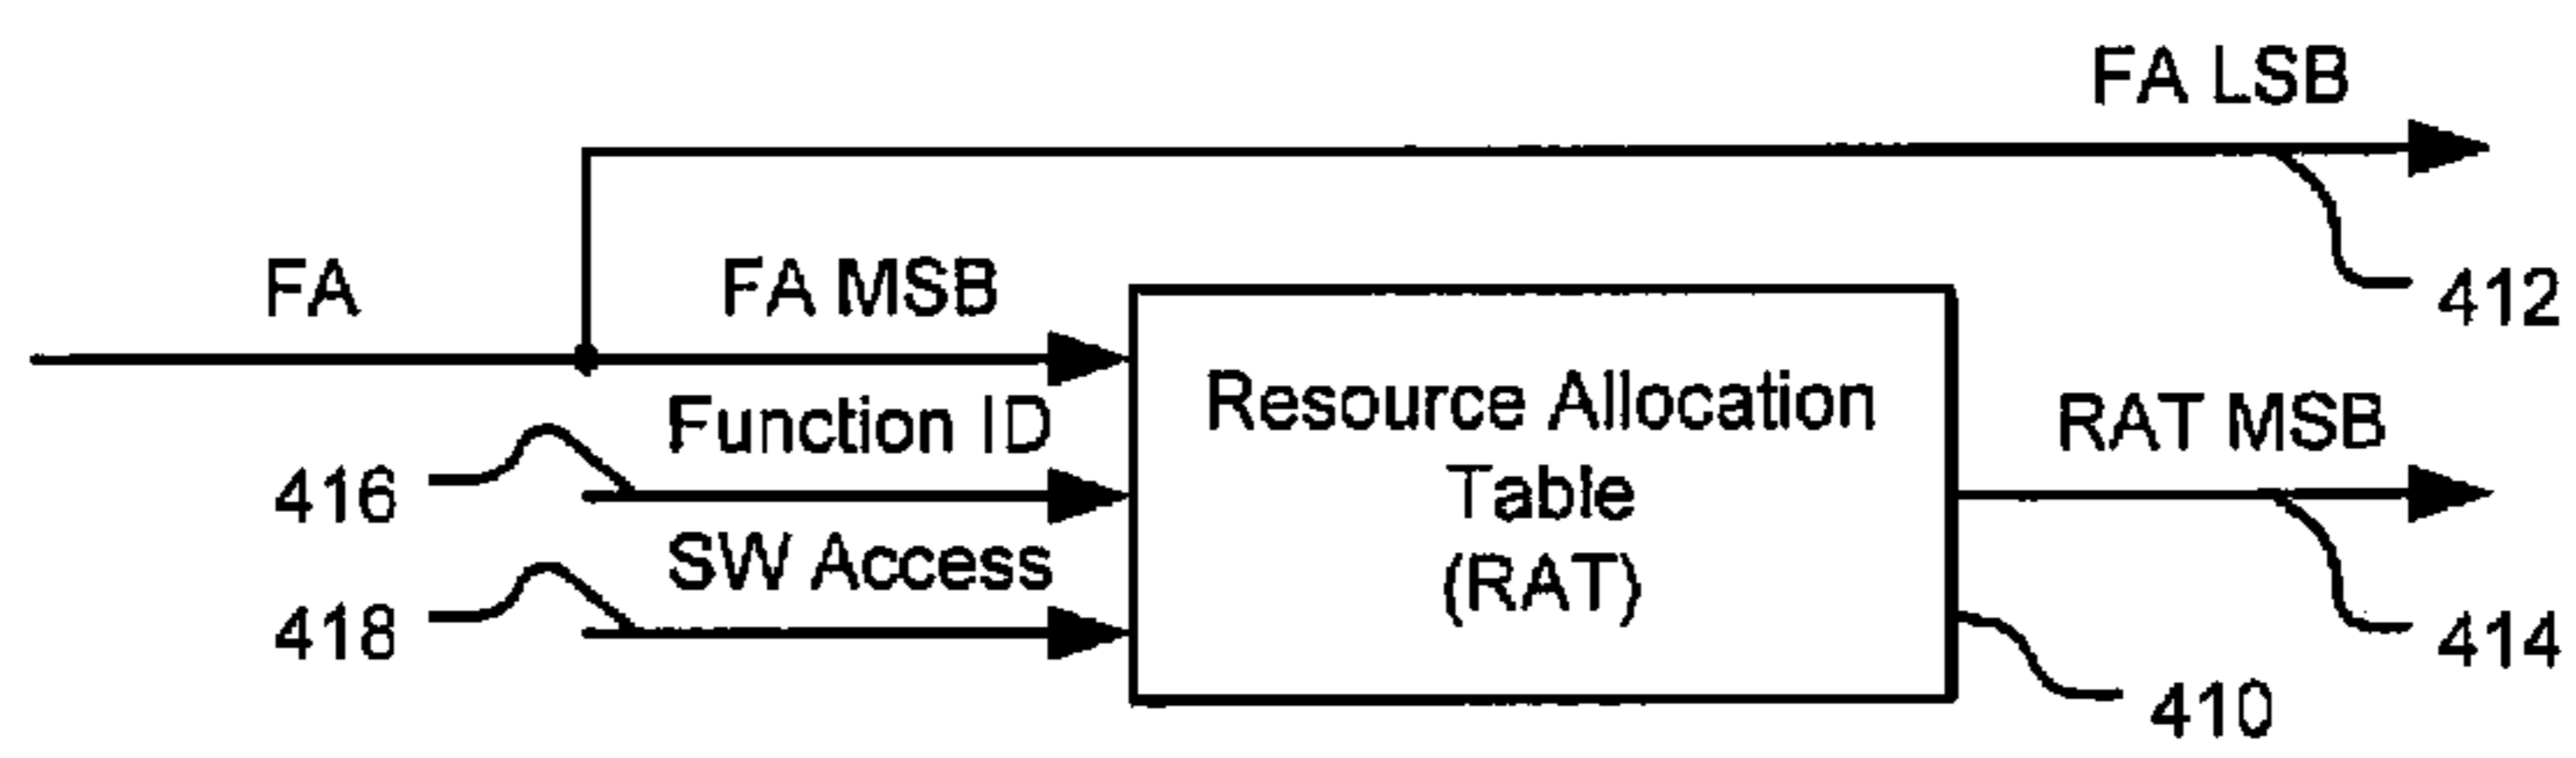 FA LSB
412
FA
FA MSB
Function ID
416
SW Access
418
Resource Allocation
Table
(RAT)
RAT MSB
414
410